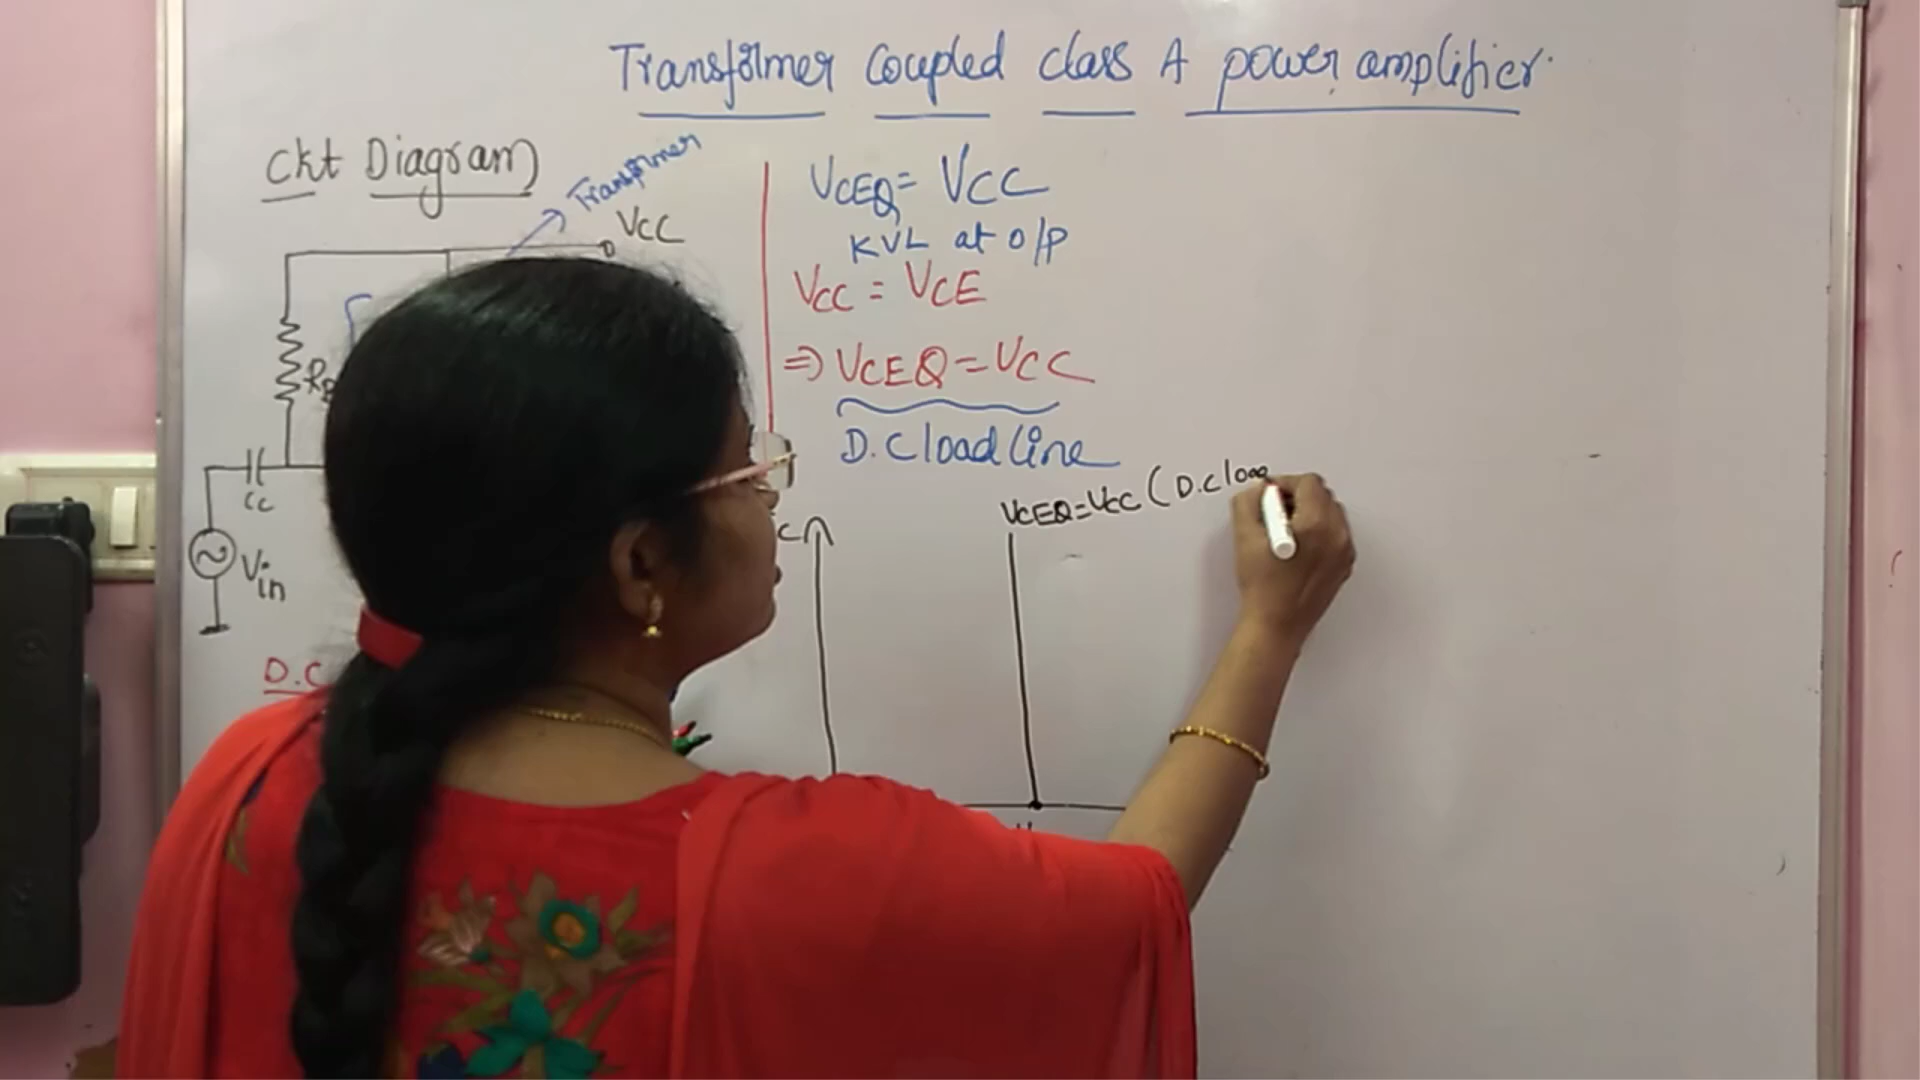 Transformer Coupled class A power amplifier.
Ckt Diagram
Transformer
VCC
RB
CC
Vin
D.C
VCEQ = VCC
KVL at O/P
VCC = VCE
⇒ VCEQ = VCC
D.C load line
VCEQ=VCC (D.C loa